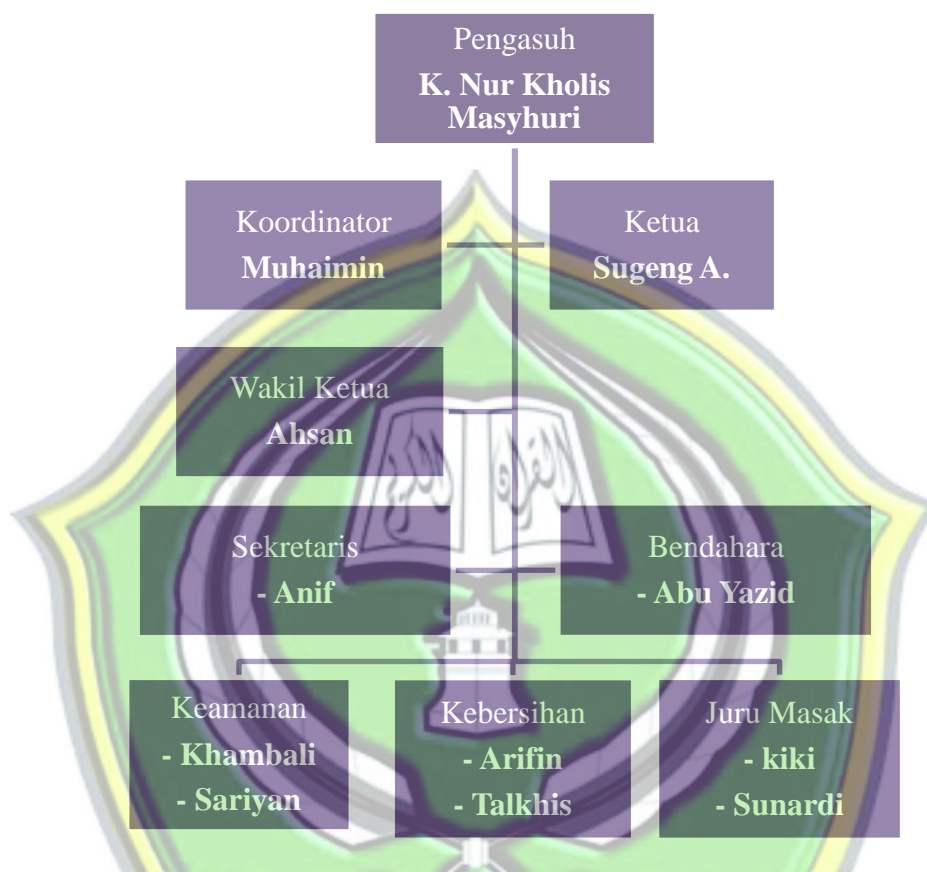 Pengasuh
K. Nur Kholis
Masyhuri
Koordinator
Muhaimin
Ketua
Sugeng A.
Wakil Ketua
Ahsan
Sekretaris
- Anif
Bendahara
- Abu Yazid
Keamanan
- Khambali
- Sariyan
Kebersihan
- Arifin
- Talkhis
Juru Masak
- kiki
- Sunardi